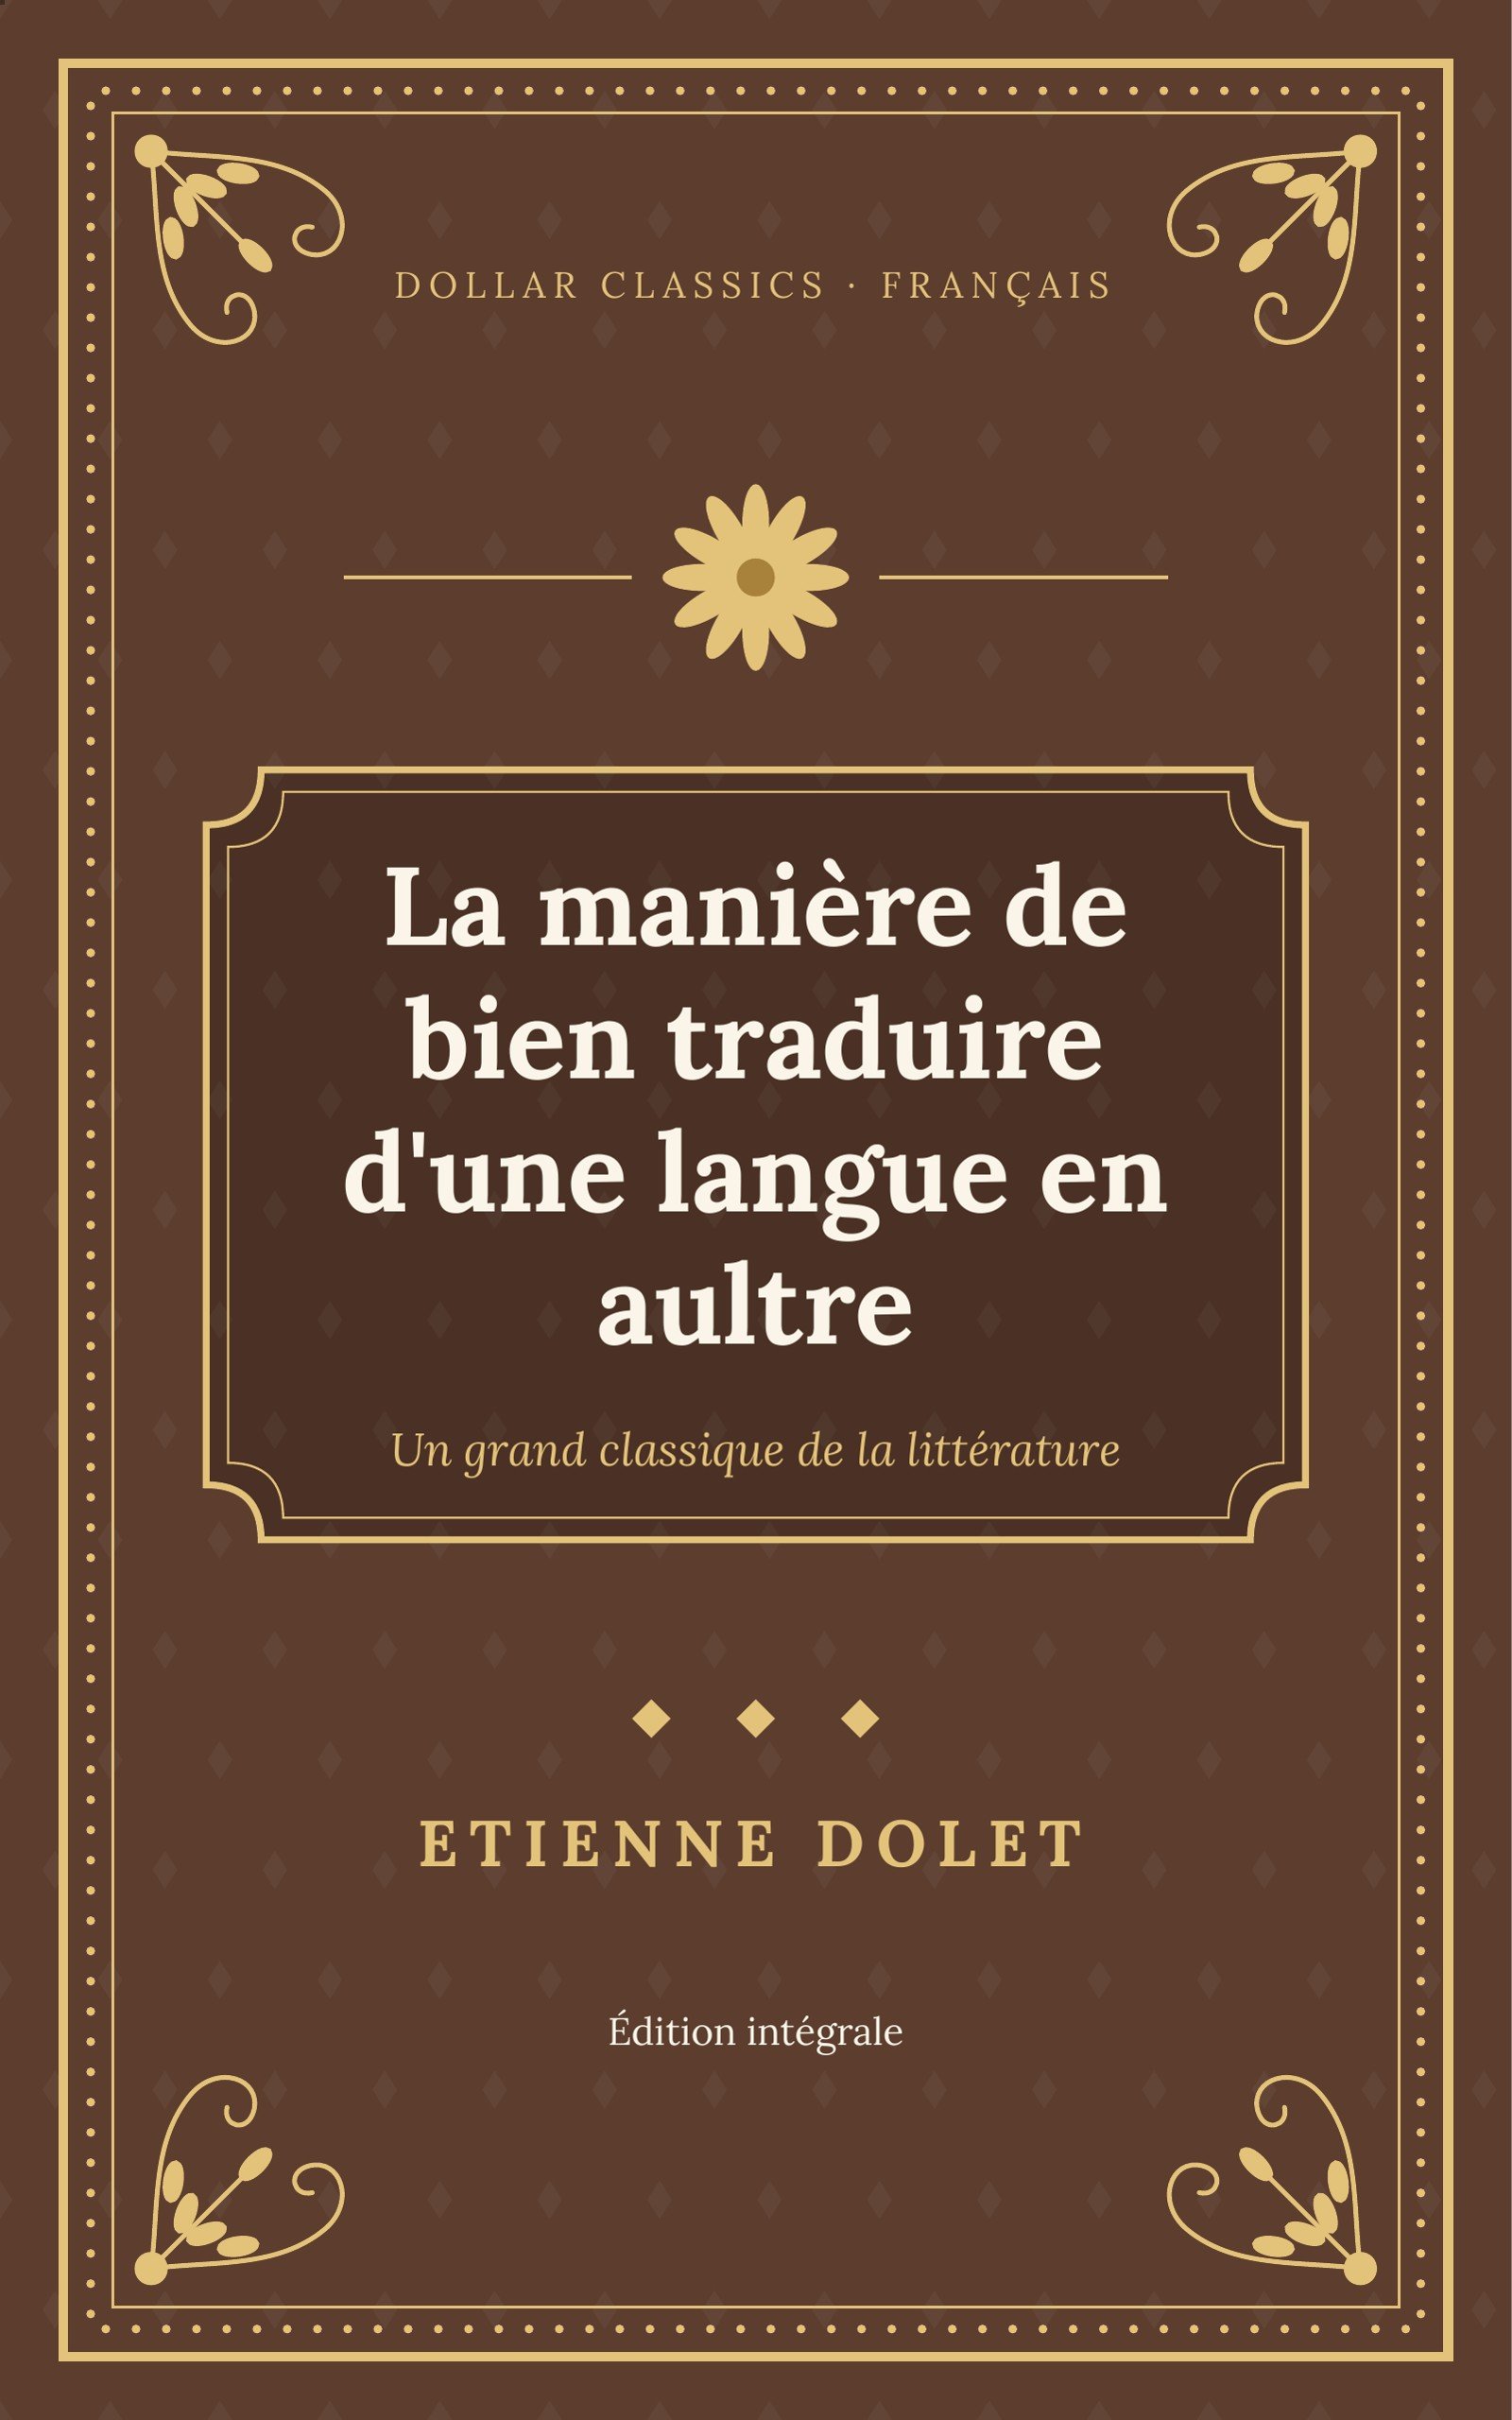 DOLLAR CLASSICS · FRANÇAIS
La manière de
bien traduire
d'une langue en
aultre
Un grand classique de la littérature
ETIENNE DOLET
Édition intégrale